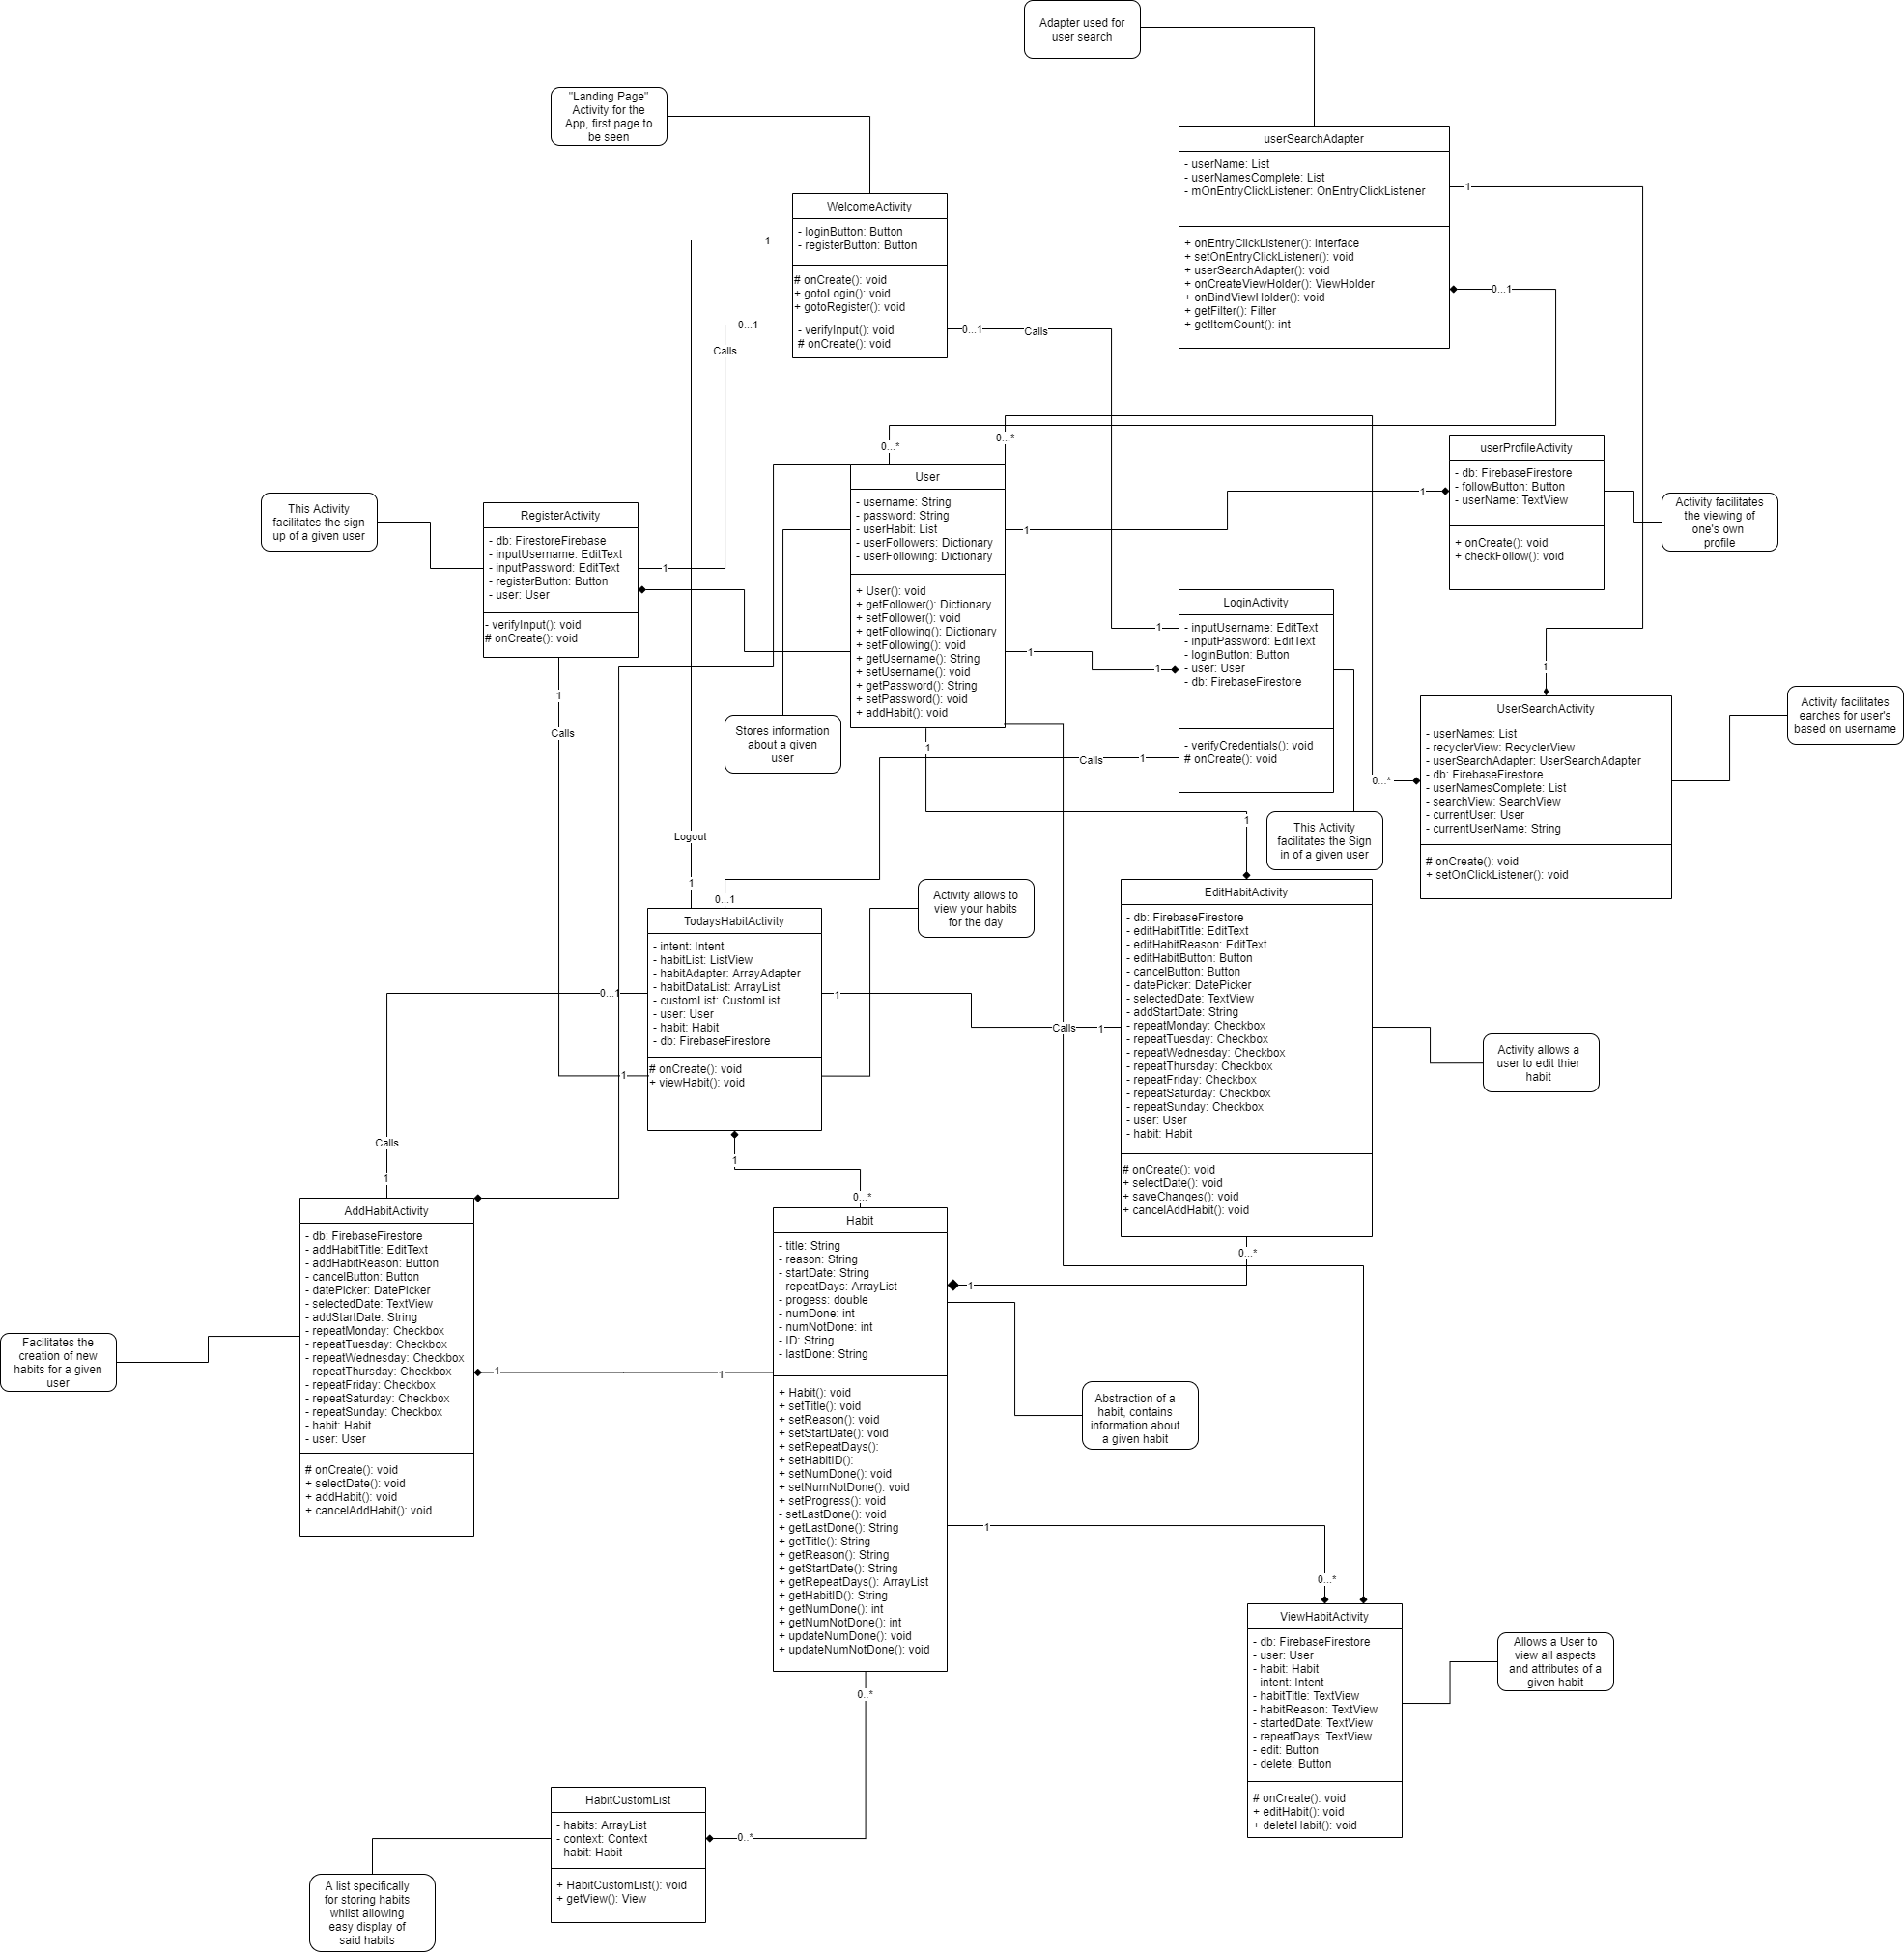 Adapter used for
user search
"Landing Page"
Activity for the
App, first page to
be seen
userSearchAdapter
- userName: List
- userNamesComplete: List
- mOnEntryClickListener: OnEntryClickListener
+ onEntryClickListener(): interface
+ setOnEntryClickListener(): void
+ userSearchAdapter(): void
+ onCreateViewHolder: ViewHolder
+ onBindViewHolder(): void
+ getFilter(): Filter
+ getItemCount(): int
1
0...1
WelcomeActivity
- loginButton: Button
- registerButton: Button
# onCreate(): void
+ gotoLogin(): void
+ gotoRegister(): void
- verifyInput(): void
# onCreate(): void
1
0...1
Calls
0...1
Calls
0...*
0...*
User
- username: String
- password: String
- userHabit: List
- userFollowers: Dictionary
- userFollowing: Dictionary
+ User(): void
+ getFollower(): Dictionary
+ setFollower(): void
+ getFollowing(): Dictionary
+ setFollowing(): void
+ getUsername(): String
+ setUsername(): void
+ getPassword(): String
+ setPassword(): void
+ addHabit(): void
1
1
1
1
userProfileActivity
- db: FirebaseFirestore
- followButton: Button
- userName: TextView
+ onCreate(): void
+ checkFollow(): void
Activity facilitates
the viewing of
one's own
profile
This Activity
facilitates the sign
up of a given user
RegisterActivity
- db: FirestoreFirebase
- inputUsername: EditText
- inputPassword: EditText
- registerButton: Button
- user: User
- verifyInput(): void
# onCreate(): void
1
1
Calls
Stores information
about a given
user
LoginActivity
- inputUsername: EditText
- inputPassword: EditText
- loginButton: Button
- user: User
- db: FirebaseFirestore
- verifyCredentials(): void
# onCreate(): void
1
1
1
Calls
This Activity
facilitates the Sign
in of a given user
1
UserSearchActivity
- userNames: List
- recyclerView: RecyclerView
- userSearchAdapter: UserSearchAdapter
- db: FirebaseFirestore
- userNamesComplete: List
- searchView: SearchView
- currentUser: User
- currentUserName: String
# onCreate(): void
+ setOnClickListener(): void
0...*
Activity facilitates
earches for user's
based on username
Logout
1
0...1
TodaysHabitActivity
- intent: Intent
- habitList: ListView
- habitAdapter: ArrayAdapter
- habitDataList: ArrayList
- customList: CustomList
- user: User
- habit: Habit
- db: FirebaseFirestore
# onCreate(): void
+ viewHabit(): void
0...1
1
1
1
Activity allows to
view your habits
for the day
1
EditHabitActivity
- db: FirebaseFirestore
- editHabitTitle: EditText
- editHabitReason: EditText
- editHabitButton: Button
- cancelButton: Button
- datePicker: DatePicker
- selectedDate: TextView
- addStartDate: String
- repeatMonday: Checkbox
- repeatTuesday: Checkbox
- repeatWednesday: Checkbox
- repeatThursday: Checkbox
- repeatFriday: Checkbox
- repeatSaturday: Checkbox
- repeatSunday: Checkbox
- user: User
- habit: Habit
# onCreate(): void
+ selectDate(): void
+ saveChanges(): void
+ cancelAddHabit(): void
Calls
1
0...*
Activity allows a
user to edit thier
habit
Calls
1
AddHabitActivity
- db: FirebaseFirestore
- addHabitTitle: EditText
- addHabitReason: Button
- cancelButton: Button
- datePicker: DatePicker
- selectedDate: TextView
- addStartDate: String
- repeatMonday: Checkbox
- repeatTuesday: Checkbox
- repeatWednesday: Checkbox
- repeatThursday: Checkbox
- repeatFriday: Checkbox
- repeatSaturday: Checkbox
- repeatSunday: Checkbox
- habit: Habit
- user: User
# onCreate(): void
+ selectDate(): void
+ addHabit(): void
+ cancelAddHabit(): void
Facilitates the
creation of new
habits for a given
user
1
1
0...*
Habit
- title: String
- reason: String
- startDate: String
- repeatDays: ArrayList
- progess: double
- numDone: int
- numNotDone: int
- ID: String
- lastDone: String
+ Habit(): void
+ setTitle(): void
+ setReason(): void
+ setStartDate(): void
+ setRepeatDays():
+ setHabitID():
+ setNumDone(): void
+ setNumNotDone(): void
+ setProgress(): void
- setLastDone(): void
+ getLastDone(): String
+ getTitle(): String
+ getReason(): String
+ getStartDate(): String
+ getRepeatDays(): ArrayList
+ getHabitID(): String
+ getNumDone(): int
+ getNumNotDone(): int
+ updateNumDone(): void
+ updateNumNotDone(): void
1
1
0..*
Abstraction of a
habit, contains
information about
a given habit
0...*
ViewHabitActivity
- db: FirebaseFirestore
- user: User
- habit: Habit
- intent: Intent
- habitTitle: TextView
- habitReason: TextView
- startedDate: TextView
- repeatDays: TextView
- edit: Button
- delete: Button
# onCreate(): void
+ editHabit(): void
+ deleteHabit(): void
Allows a User to
view all aspects
and attributes of a
given habit
HabitCustomList
- habits: ArrayList
- context: Context
- habit: Habit
+ HabitCustomList(): void
+ getView(): View
0..*
A list specifically
for storing habits
whilst allowing
easy display of
said habits